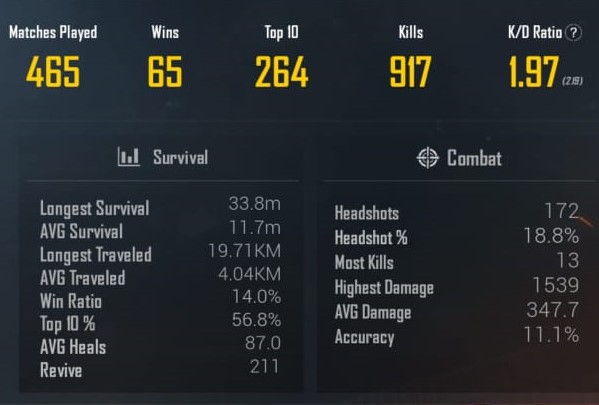 Matches Played Wins Top 10 Kills K/D Ratio ?
465 65 264 917 1.97 (2.19)
Survival
Longest Survival 33.8m
AVG Survival 11.7m
Longest Traveled 19.71KM
AVG Traveled 4.04KM
Win Ratio 14.0%
Top 10 % 56.8%
AVG Heals 87.0
Revive 211
Combat
Headshots 172
Headshot % 18.8%
Most Kills 13
Highest Damage 1539
AVG Damage 347.7
Accuracy 11.1%